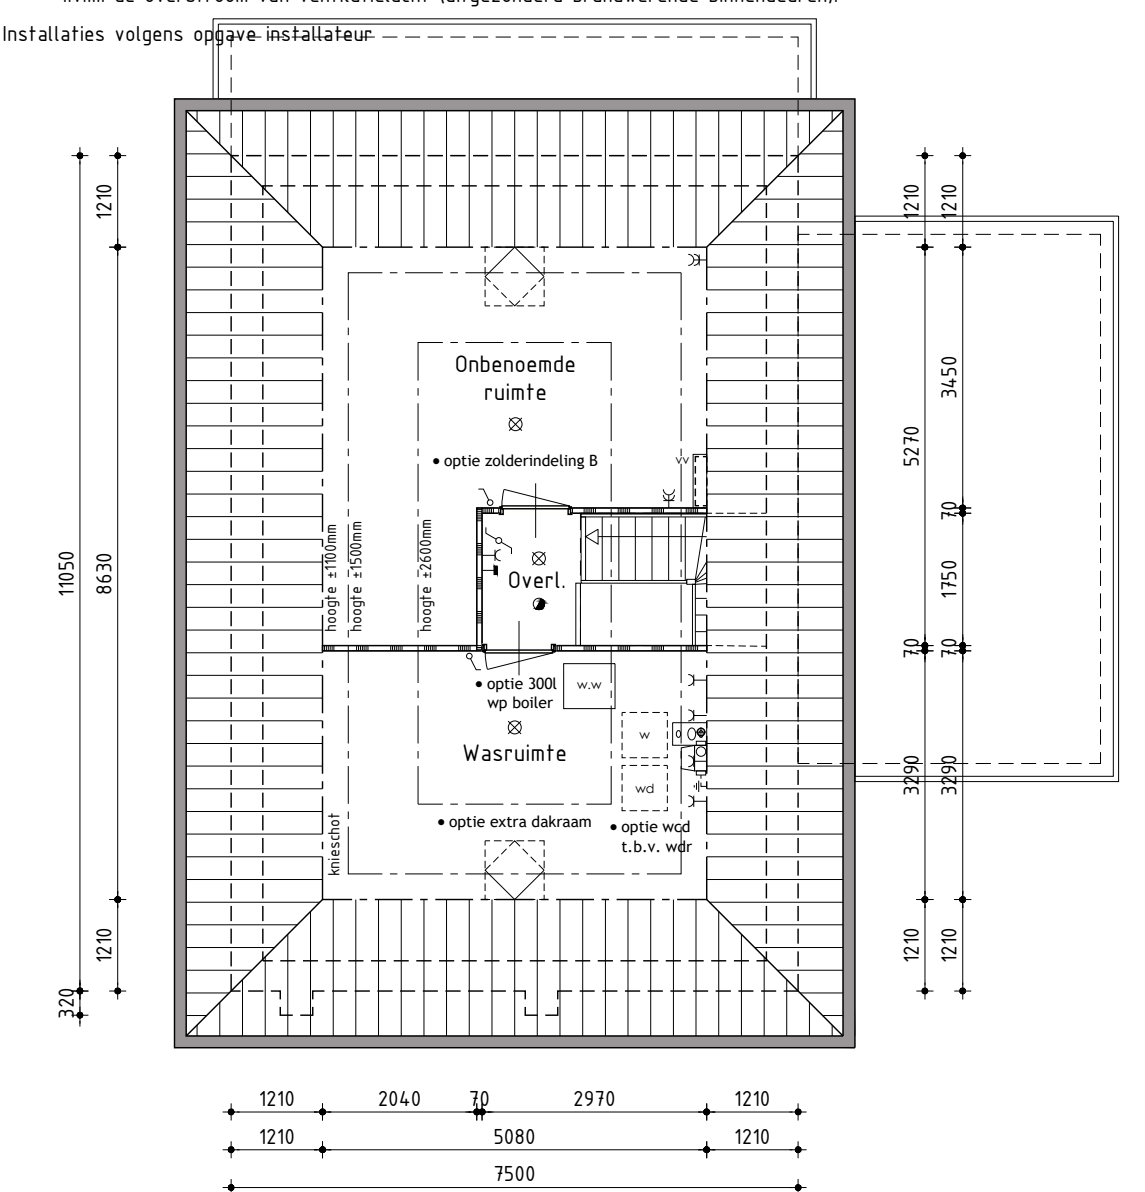 Installaties volgens opgave installateur
1210
1210
1210
Onbenoemde
ruimte
3450
5270
• optie zolderindeling B
vv
70
11050
8630
hoogte ±1100mm
hoogte ±1500mm
hoogte ±2600mm
Overl.
1750
70
70
• optie 300l
wp boiler
w.w
w
Wasruimte
wd
3290
3290
• optie extra dakraam
• optie wcd
t.b.v. wdr
knieschot
1210
1210
1210
320
1210
2040
70
2970
1210
1210
5080
1210
7500